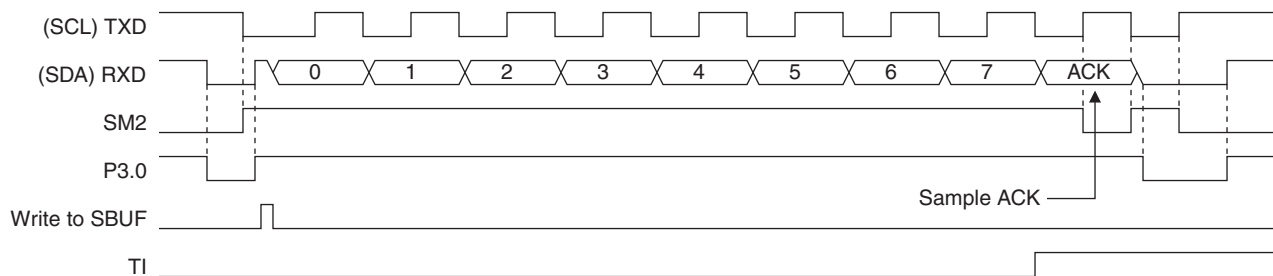 (SCL) TXD
(SDA) RXD 0 1 2 3 4 5 6 7 ACK
SM2
P3.0
Sample ACK
Write to SBUF
TI